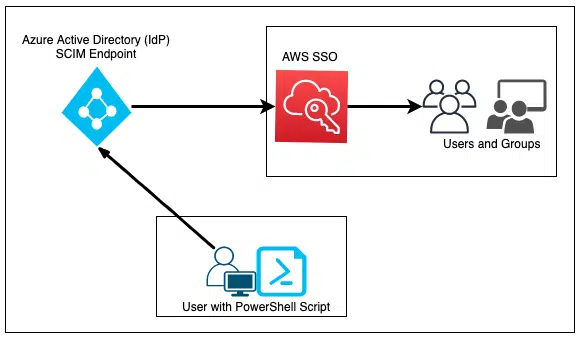 Azure Active Directory (IdP)
SCIM Endpoint
AWS SSO
Users and Groups
User with PowerShell Script